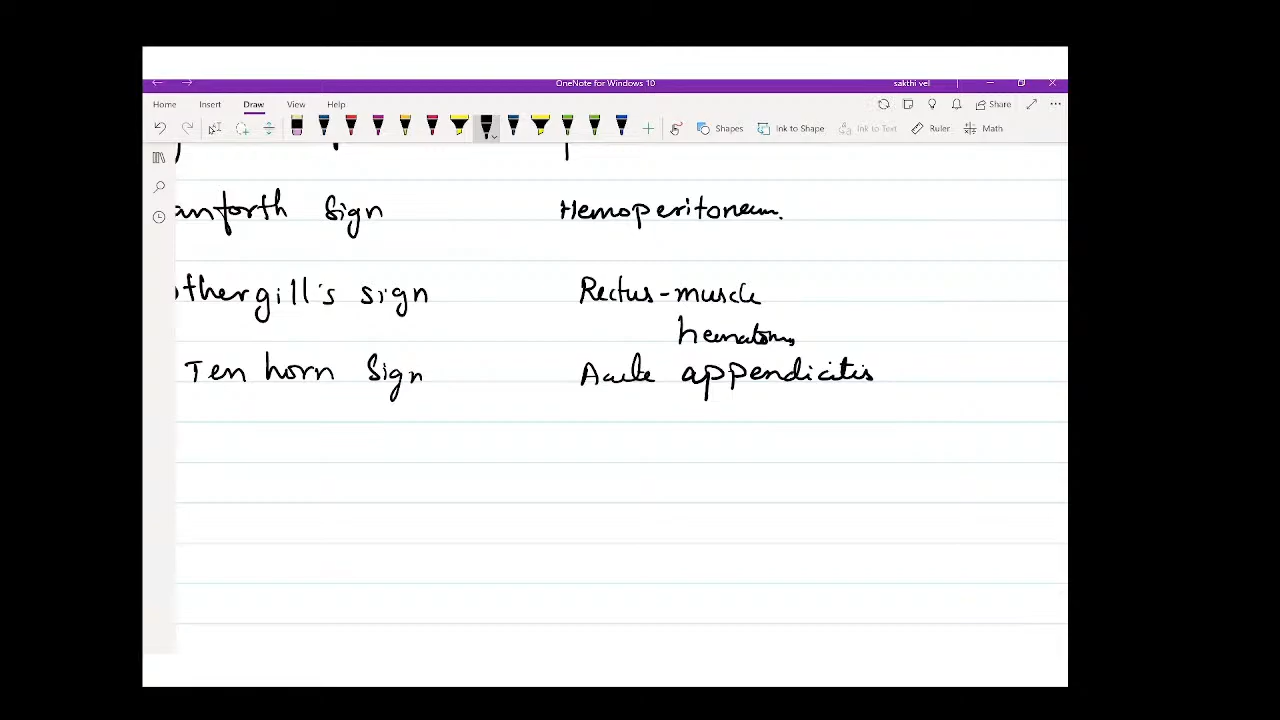 OneNote for Windows 10
sakthi vel
Home Insert Draw View Help
Share
Shapes Ink to Shape Ink to Text Ruler Math
anforth Sign Hemoperitoneum.
othergill's sign Rectus-muscle
hematoma
Ten horn Sign Acute appendicitis